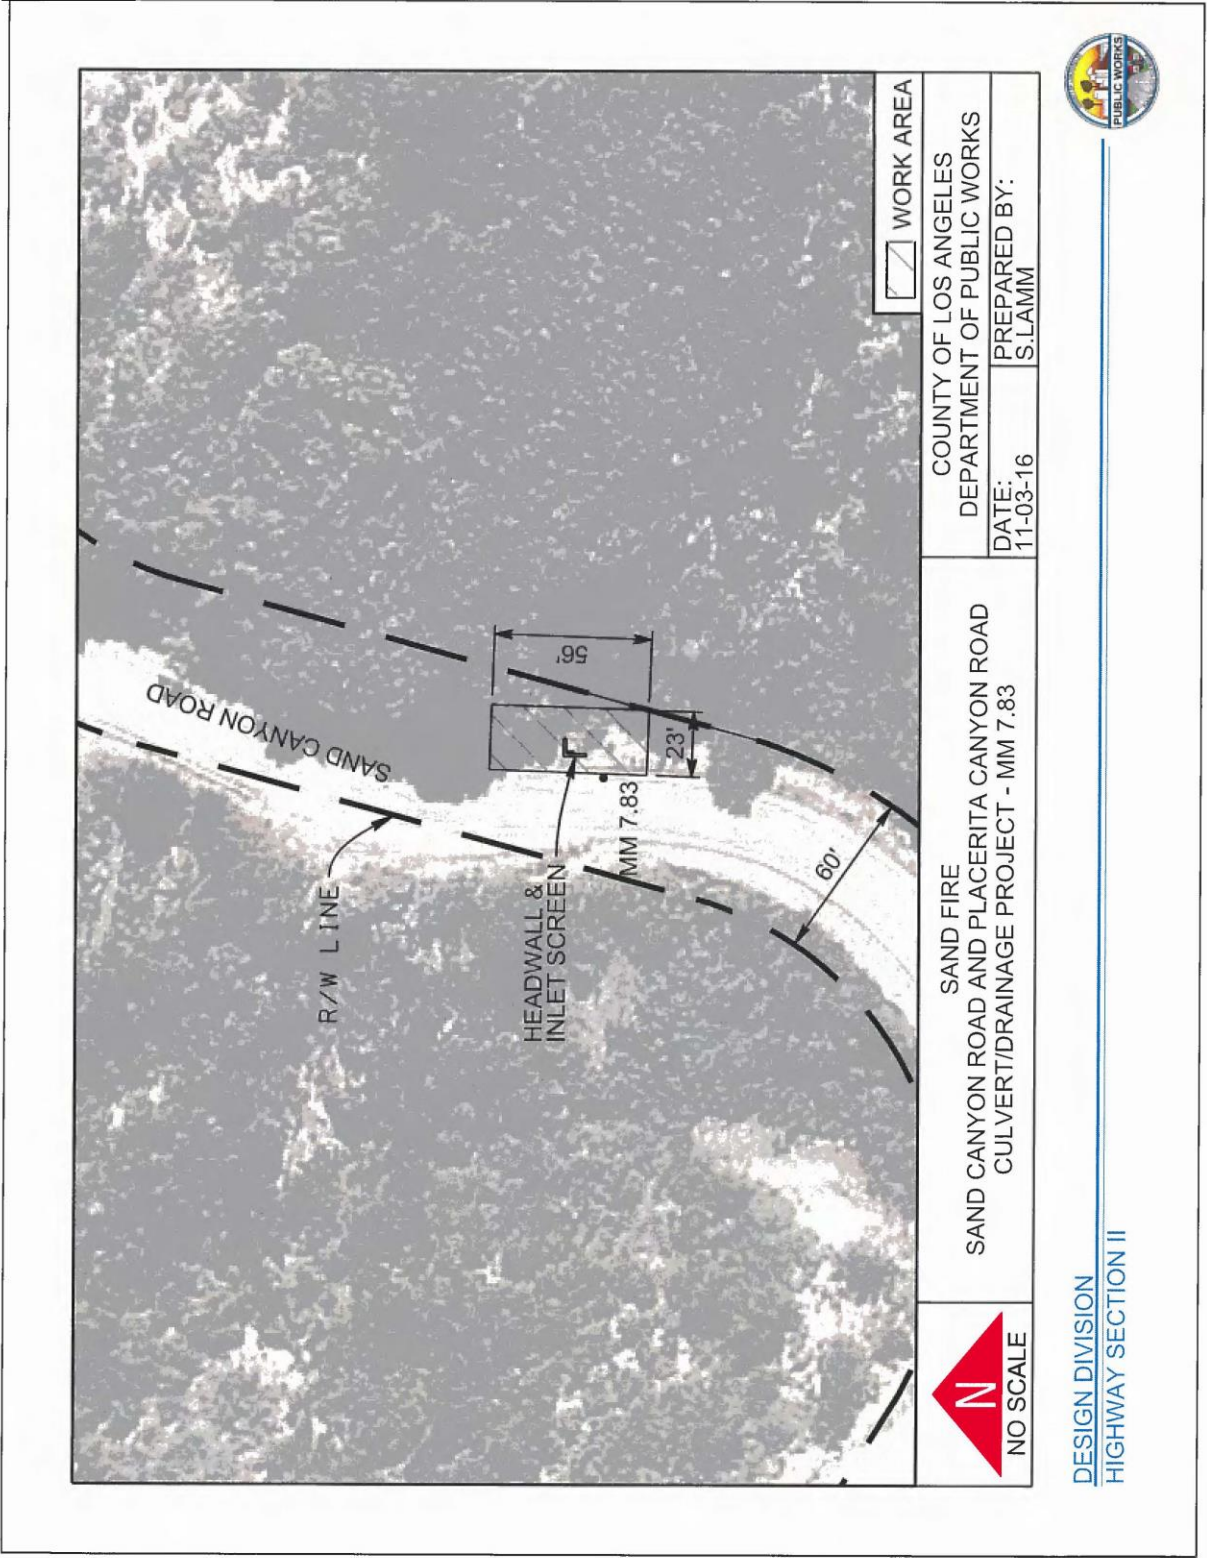 SAND CANYON ROAD
R/W LINE
HEADWALL &
INLET SCREEN
MM 7.83
56'
23'
60'
WORK AREA
N
NO SCALE
SAND FIRE
SAND CANYON ROAD AND PLACERITA CANYON ROAD
CULVERT/DRAINAGE PROJECT - MM 7.83
COUNTY OF LOS ANGELES
DEPARTMENT OF PUBLIC WORKS
DATE:
11-03-16
PREPARED BY:
S.LAMM
DESIGN DIVISION
HIGHWAY SECTION II
PUBLIC WORKS